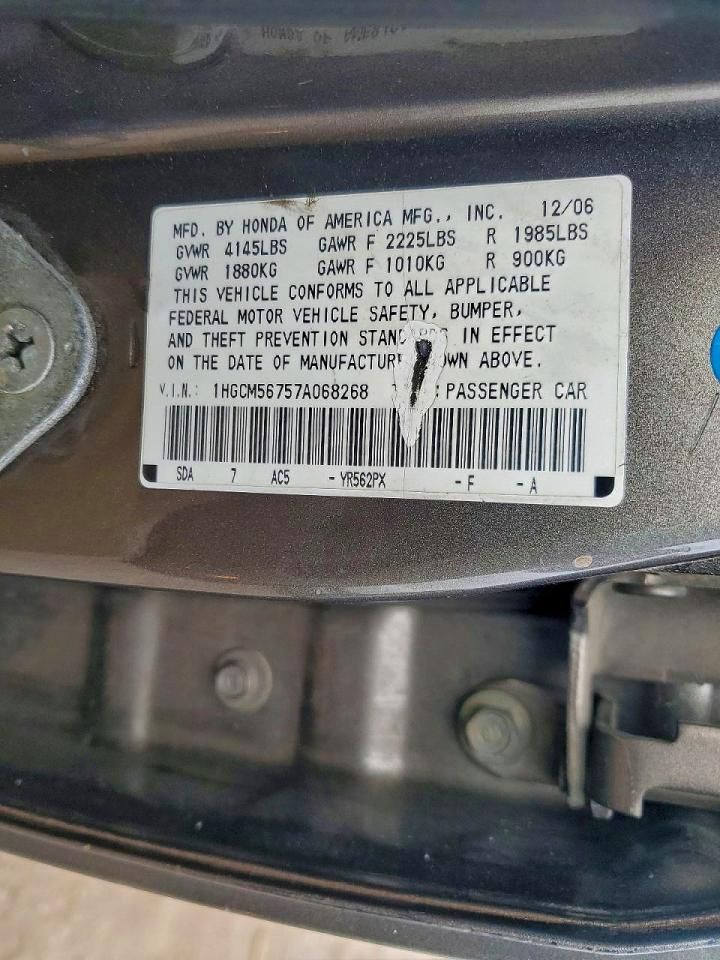 MFD. BY HONDA OF AMERICA MFG., INC. 12/06
GVWR 4145LBS GAWR F 2225LBS R 1985LBS
GVWR 1880KG GAWR F 1010KG R 900KG
THIS VEHICLE CONFORMS TO ALL APPLICABLE
FEDERAL MOTOR VEHICLE SAFETY, BUMPER,
AND THEFT PREVENTION IN EFFECT
ON THE DATE OF ABOVE.
V.I.N.: 1HGCM56757A068268 : PASSENGER CAR
SDA 7 AC5 - YR562PX - F - A